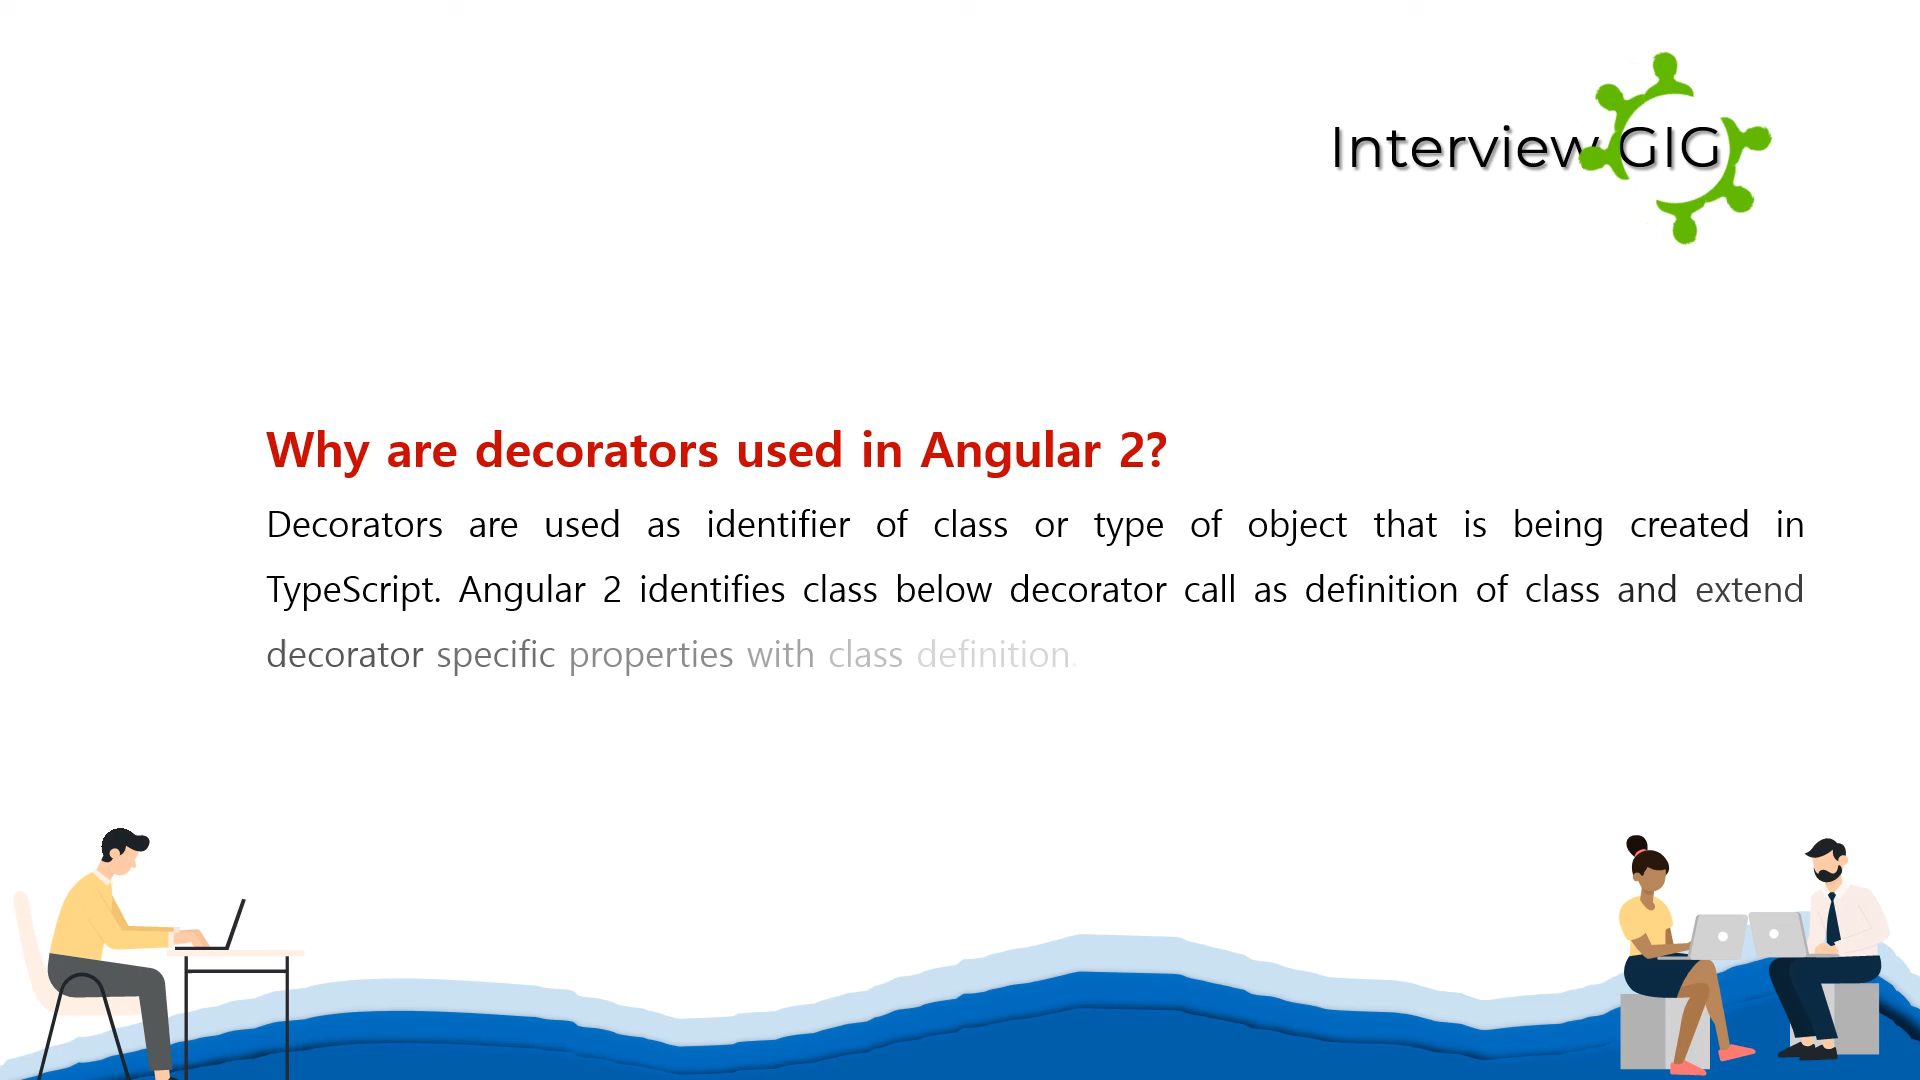 Interview GIG
Why are decorators used in Angular 2?
Decorators are used as identifier of class or type of object that is being created in
TypeScript. Angular 2 identifies class below decorator call as definition of class and extend
decorator specific properties with class definition.